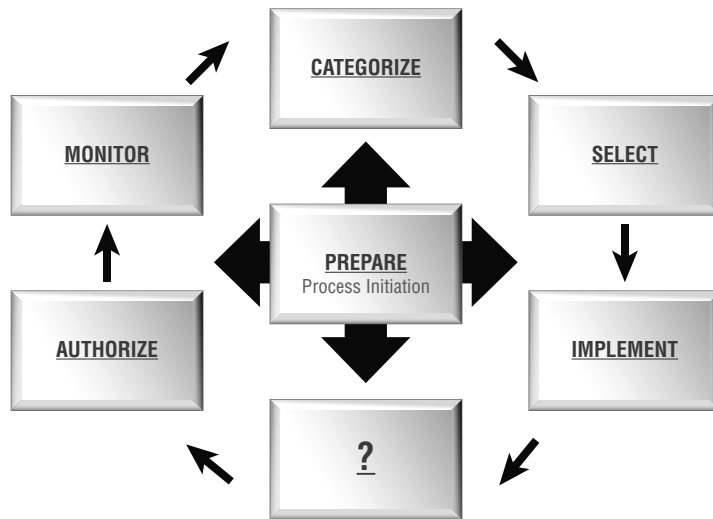 CATEGORIZE
MONITOR
SELECT
PREPARE
Process Initiation
AUTHORIZE
IMPLEMENT
?